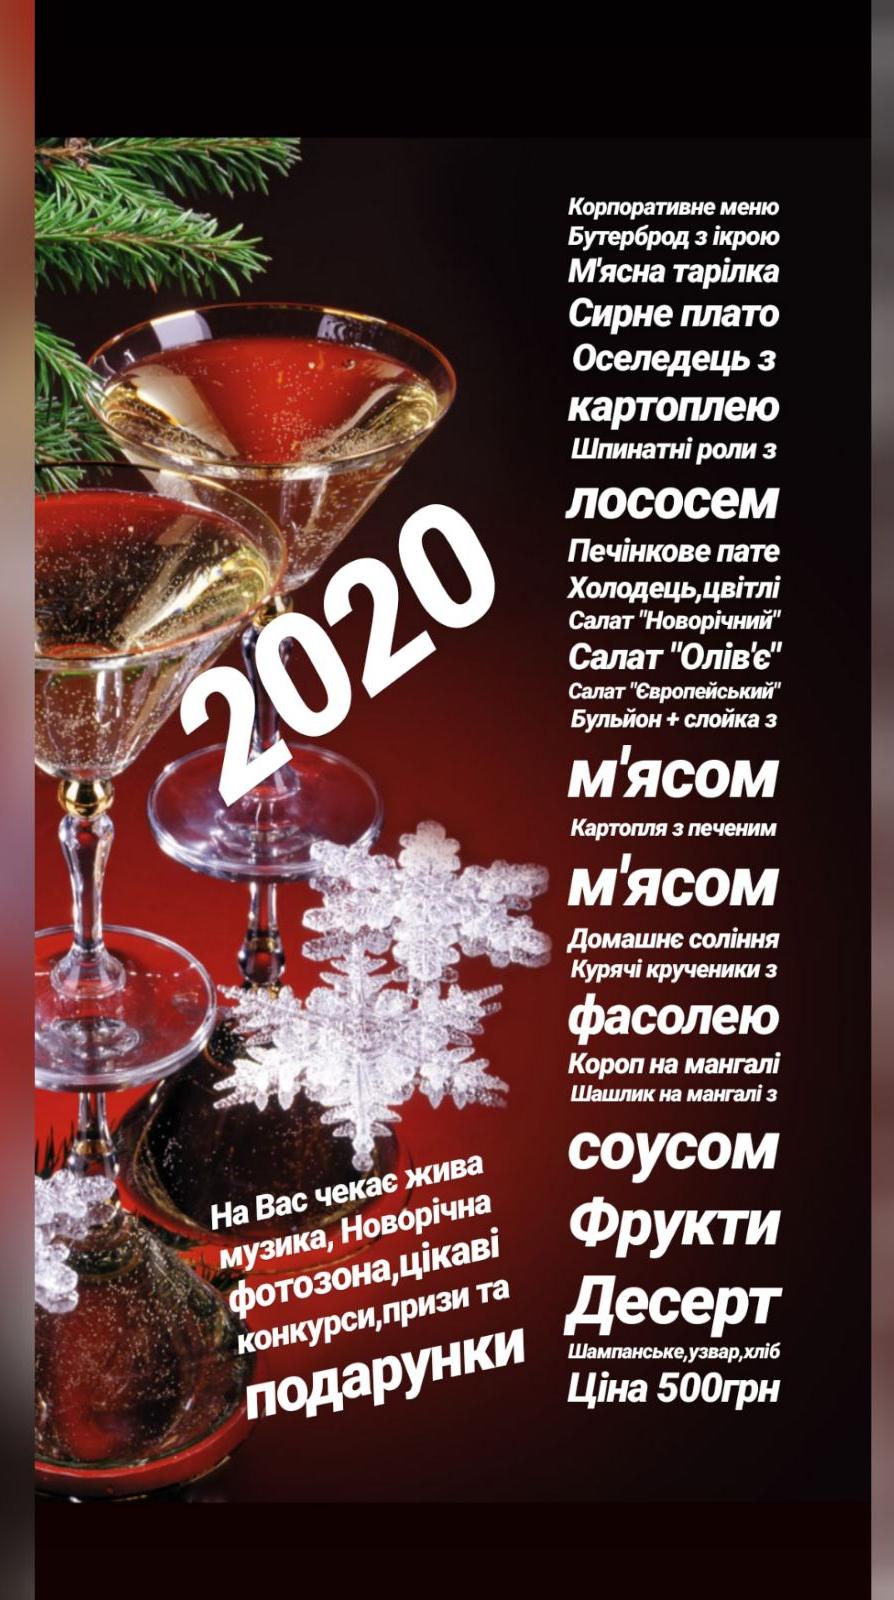 Корпоративне меню
Бутерброд з ікрою
М'ясна тарілка
Сирне плато
Оселедець з
картоплею
Шпинатні роли з
лососем
Печінкове пате
Холодець,цвітлі
Салат "Новорічний"
Салат "Олів'є"
Салат "Європейський"
Бульйон + слойка з
м'ясом
Картопля з печеним
м'ясом
Домашнє соління
Курячі крученики з
фасолею
Короп на мангалі
Шашлик на мангалі з
соусом
Фрукти
Десерт
Шампанське,узвар,хліб
Ціна 500грн
2020
На Вас чекає жива
музика, Новорічна
фотозона,цікаві
конкурси,призи та
подарунки